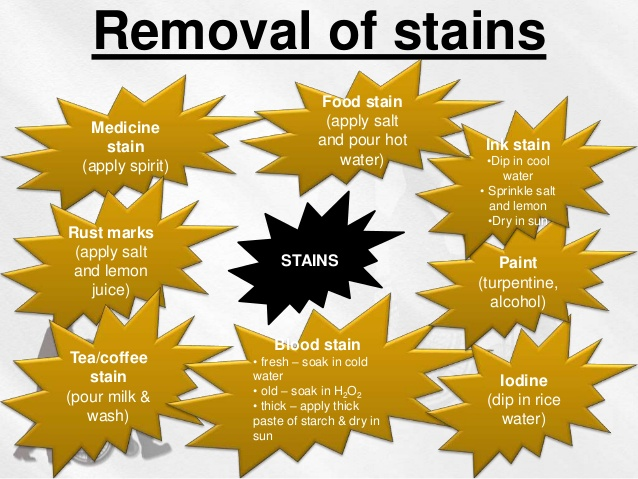 Removal of stains
Medicine
stain
(apply spirit)
Food stain
(apply salt
and pour hot
water)
Ink stain
•Dip in cool
water
• Sprinkle salt
and lemon
•Dry in sun
Rust marks
(apply salt
and lemon
juice)
STAINS
Paint
(turpentine,
alcohol)
Tea/coffee
stain
(pour milk &
wash)
Blood stain
• fresh – soak in cold
water
• old – soak in H₂O₂
• thick – apply thick
paste of starch & dry in
sun
Iodine
(dip in rice
water)